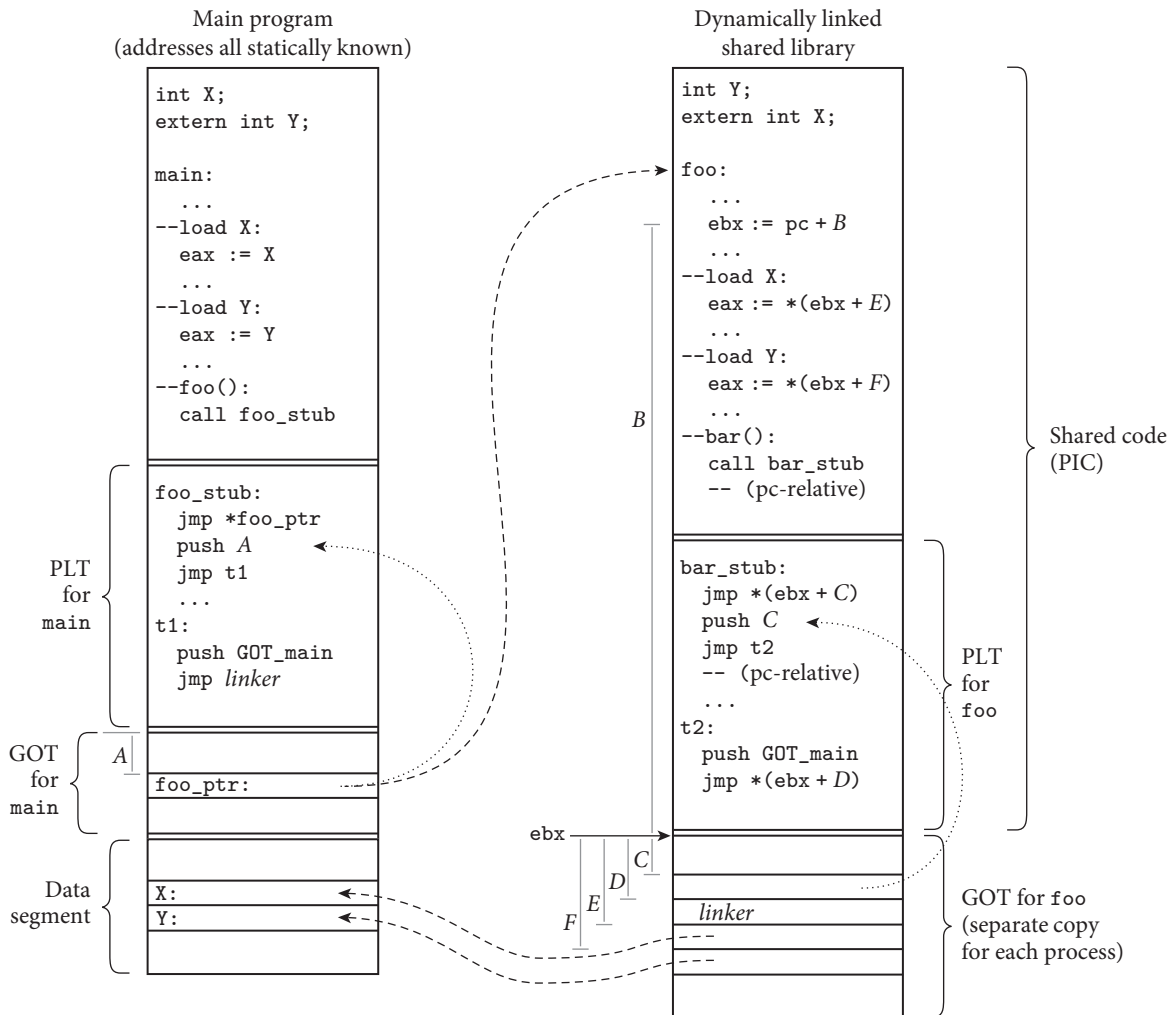 Main program
(addresses all statically known)
int X;
extern int Y;
main:
...
--load X:
eax := X
...
--load Y:
eax := Y
...
--foo():
call foo_stub
PLT
for
main
foo_stub:
jmp *foo_ptr
push A
jmp t1
...
t1:
push GOT_main
jmp linker
GOT
for
main
A
foo_ptr:
Data
segment
X:
Y:
Dynamically linked
shared library
int Y;
extern int X;
foo:
...
ebx := pc + B
...
--load X:
eax := *(ebx + E)
...
--load Y:
eax := *(ebx + F)
...
--bar():
call bar_stub
-- (pc-relative)
B
Shared code
(PIC)
bar_stub:
jmp *(ebx + C)
push C
jmp t2
-- (pc-relative)
...
t2:
push GOT_main
jmp *(ebx + D)
PLT
for
foo
ebx
C
D
E
F
linker
GOT for foo
(separate copy
for each process)